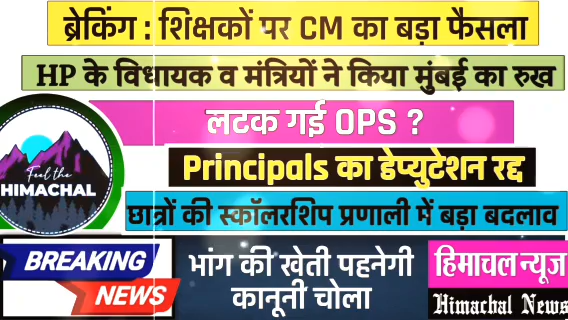 ब्रेकिंग : शिक्षकों पर CM का बड़ा फैसला
HP के विधायक व मंत्रियों ने किया मुंबई का रुख
लटक गई OPS ?
Principals का डेप्युटेशन रद्द
Feel the
HIMACHAL
छात्रों की स्कॉलरशिप प्रणाली में बड़ा बदलाव
BREAKING
NEWS
भांग की खेती पहनेगी
कानूनी चोला
हिमाचल न्यूज
Himachal News